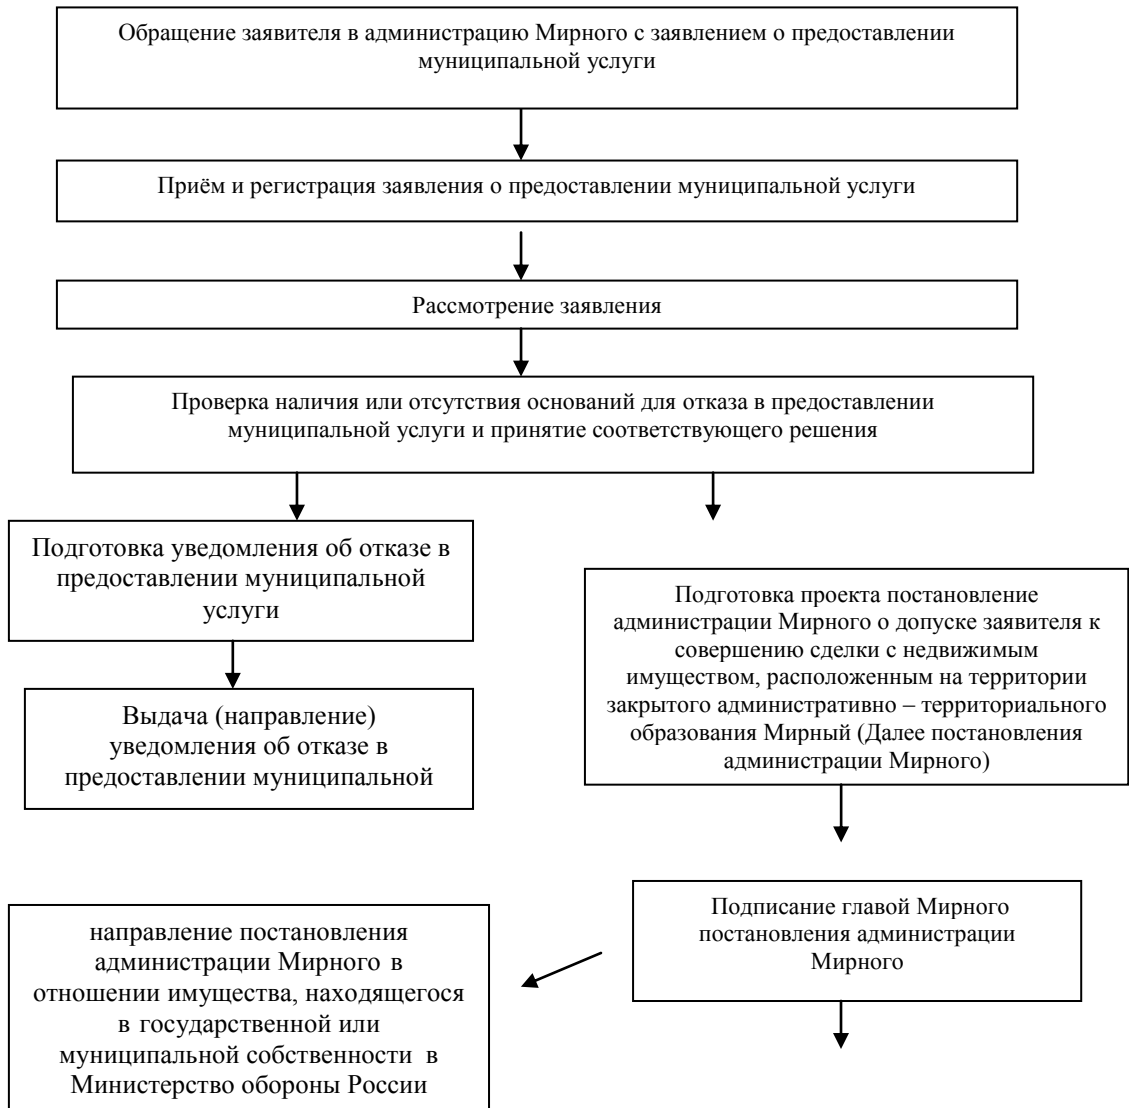 Обращение заявителя в администрацию Мирного с заявлением о предоставлении
муниципальной услуги
Приём и регистрация заявления о предоставлении муниципальной услуги
Рассмотрение заявления
Проверка наличия или отсутствия оснований для отказа в предоставлении
муниципальной услуги и принятие соответствующего решения
Подготовка уведомления об отказе в
предоставлении муниципальной
услуги
Выдача (направление)
уведомления об отказе в
предоставлении муниципальной
Подготовка проекта постановление
администрации Мирного о допуске заявителя к
совершению сделки с недвижимым
имуществом, расположенным на территории
закрытого административно – территориального
образования Мирный (Далее постановления
администрации Мирного)
Подписание главой Мирного
постановления администрации
Мирного
направление постановления
администрации Мирного в
отношении имущества, находящегося
в государственной или
муниципальной собственности в
Министерство обороны России